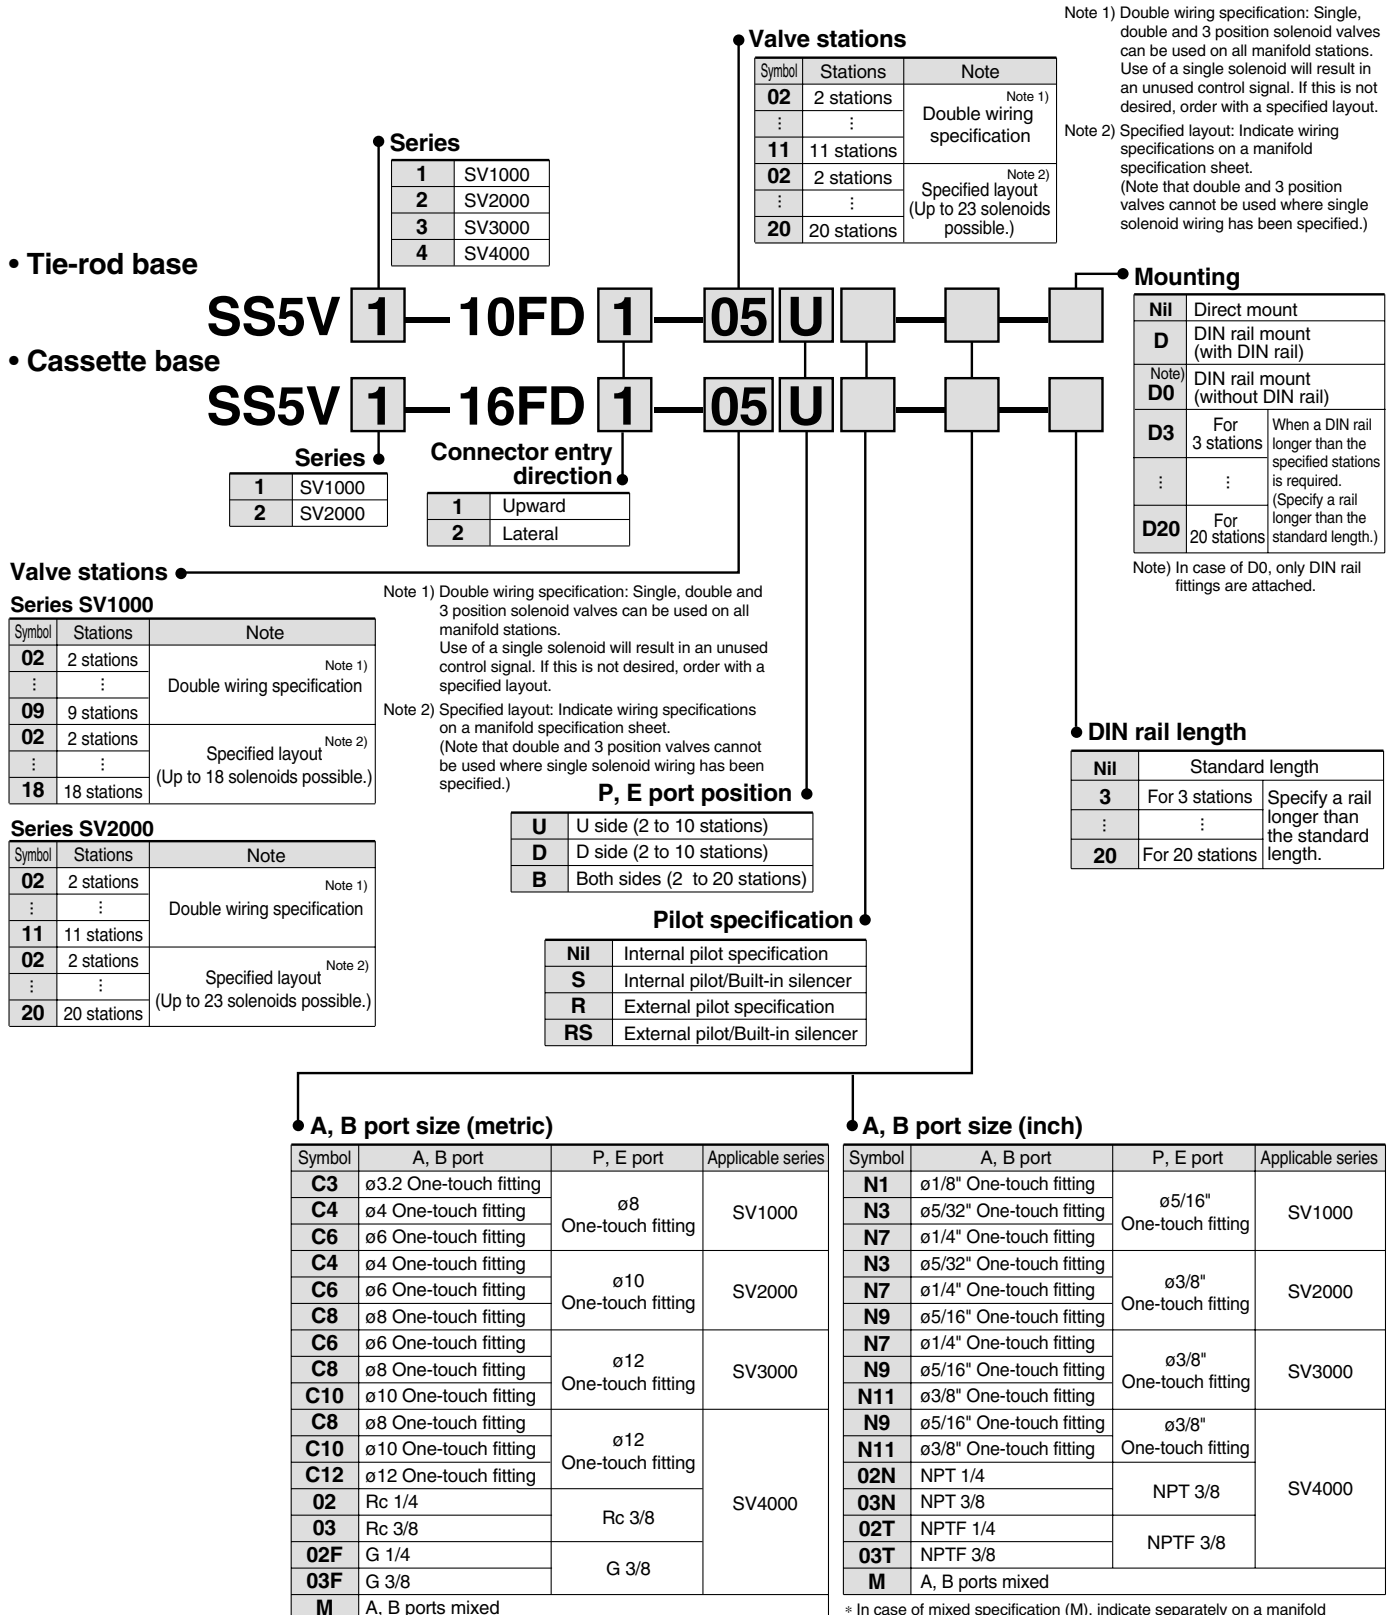 Note 1) Double wiring specification: Single,
double and 3 position solenoid valves
can be used on all manifold stations.
Use of a single solenoid will result in
an unused control signal. If this is not
desired, order with a specified layout.
Note 2) Specified layout: Indicate wiring
specifications on a manifold
specification sheet.
(Note that double and 3 position
valves cannot be used where single
solenoid wiring has been specified.)
Valve stations
Symbol Stations Note
02 2 stations Note 1)
⋮ ⋮ Double wiring
specification
11 11 stations
02 2 stations Note 2)
⋮ ⋮ Specified layout
(Up to 23 solenoids
20 20 stations possible.)
Series
1 SV1000
2 SV2000
3 SV3000
4 SV4000
• Tie-rod base
SS5V 1 — 10FD 1 — 05 U
• Cassette base
SS5V 1 — 16FD 1 — 05 U
Mounting
Nil Direct mount
D DIN rail mount
(with DIN rail)
Note)
D0 DIN rail mount
(without DIN rail)
D3 For
3 stations
⋮ ⋮
D20 For
20 stations
When a DIN rail
longer than the
specified stations
is required.
(Specify a rail
longer than the
standard length.)
Note) In case of D0, only DIN rail
fittings are attached.
Series
1 SV1000
2 SV2000
Connector entry
direction
1 Upward
2 Lateral
Valve stations
Series SV1000
Symbol Stations Note
02 2 stations Note 1)
⋮ ⋮ Double wiring specification
09 9 stations
02 2 stations Note 2)
⋮ ⋮ Specified layout
(Up to 18 solenoids possible.)
18 18 stations
Series SV2000
Symbol Stations Note
02 2 stations Note 1)
⋮ ⋮ Double wiring specification
11 11 stations
02 2 stations Note 2)
⋮ ⋮ Specified layout
(Up to 23 solenoids possible.)
20 20 stations
Note 1) Double wiring specification: Single, double and
3 position solenoid valves can be used on all
manifold stations.
Use of a single solenoid will result in an unused
control signal. If this is not desired, order with a
specified layout.
Note 2) Specified layout: Indicate wiring specifications
on a manifold specification sheet.
(Note that double and 3 position valves cannot
be used where single solenoid wiring has been
specified.)
P, E port position
U U side (2 to 10 stations)
D D side (2 to 10 stations)
B Both sides (2 to 20 stations)
Pilot specification
Nil Internal pilot specification
S Internal pilot/Built-in silencer
R External pilot specification
RS External pilot/Built-in silencer
DIN rail length
Nil Standard length
3 For 3 stations
⋮ ⋮
20 For 20 stations
Specify a rail
longer than
the standard
length.
A, B port size (metric)
Symbol A, B port P, E port Applicable series
C3 ø3.2 One-touch fitting
C4 ø4 One-touch fitting ø8
One-touch fitting SV1000
C6 ø6 One-touch fitting
C4 ø4 One-touch fitting
C6 ø6 One-touch fitting ø10
One-touch fitting SV2000
C8 ø8 One-touch fitting
C6 ø6 One-touch fitting
C8 ø8 One-touch fitting ø12
One-touch fitting SV3000
C10 ø10 One-touch fitting
C8 ø8 One-touch fitting
C10 ø10 One-touch fitting ø12
One-touch fitting
C12 ø12 One-touch fitting
02 Rc 1/4 Rc 3/8 SV4000
03 Rc 3/8
02F G 1/4 G 3/8
03F G 3/8
M A, B ports mixed
A, B port size (inch)
Symbol A, B port P, E port Applicable series
N1 ø1/8" One-touch fitting
N3 ø5/32" One-touch fitting ø5/16"
One-touch fitting SV1000
N7 ø1/4" One-touch fitting
N3 ø5/32" One-touch fitting
N7 ø1/4" One-touch fitting ø3/8"
One-touch fitting SV2000
N9 ø5/16" One-touch fitting
N7 ø1/4" One-touch fitting
N9 ø5/16" One-touch fitting ø3/8"
One-touch fitting SV3000
N11 ø3/8" One-touch fitting
N9 ø5/16" One-touch fitting ø3/8"
N11 ø3/8" One-touch fitting One-touch fitting
02N NPT 1/4 NPT 3/8 SV4000
03N NPT 3/8
02T NPTF 1/4 NPTF 3/8
03T NPTF 3/8
M A, B ports mixed
* In case of mixed specification (M), indicate separately on a manifold